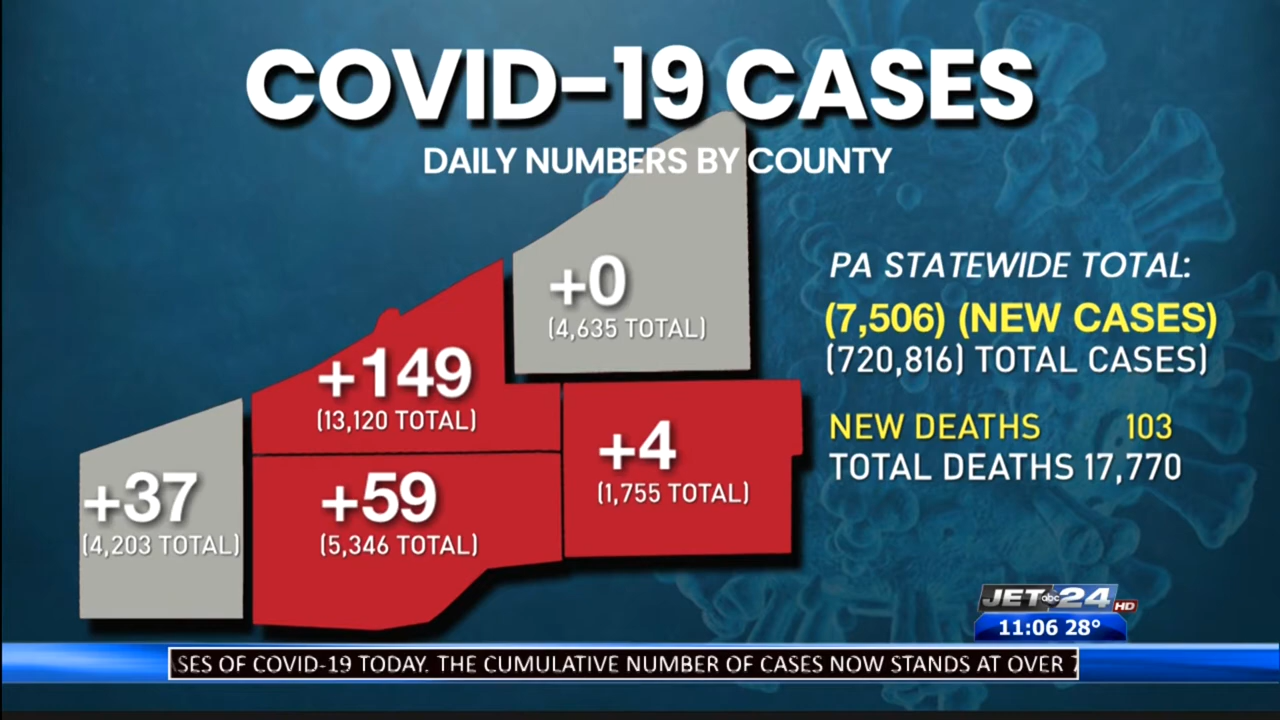 COVID-19 CASES
DAILY NUMBERS BY COUNTY
+0
(4,635 TOTAL)
+149
(13,120 TOTAL)
+4
(1,755 TOTAL)
+37
(4,203 TOTAL)
+59
(5,346 TOTAL)
PA STATEWIDE TOTAL:
(7,506) (NEW CASES)
(720,816) TOTAL CASES)
NEW DEATHS 103
TOTAL DEATHS 17,770
JET abc 24 HD
11:06 28°
SES OF COVID-19 TODAY. THE CUMULATIVE NUMBER OF CASES NOW STANDS AT OVER